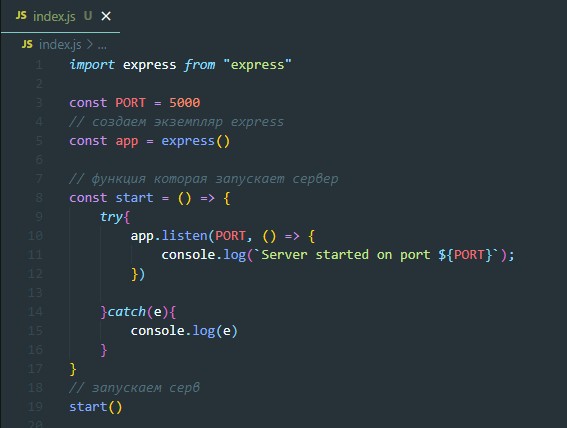 JS index.js U ×
JS index.js > ...
1 import express from "express"
2
3 const PORT = 5000
4 // создаем экземпляр express
5 const app = express()
6
7 // функция которая запускает сервер
8 const start = () => {
9 try{
10 app.listen(PORT, () => {
11 console.log(`Server started on port ${PORT}`);
12 })
13
14 }catch(e){
15 console.log(e)
16 }
17 }
18 // запускаем серв
19 start()
20